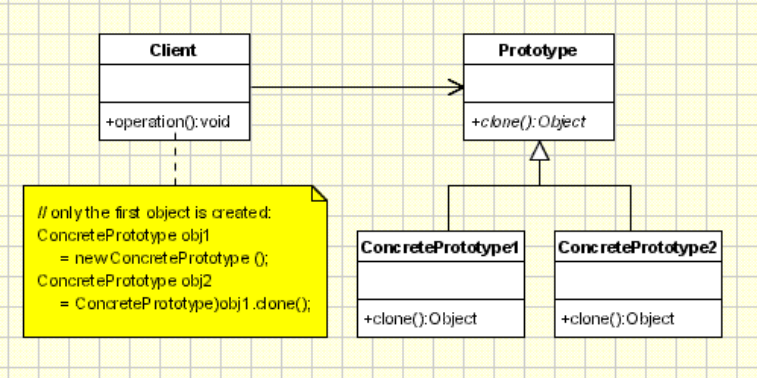 Client
+operation():void
Prototype
+clone():Object
// only the first object is created:
ConcretePrototype obj1
= new ConcretePrototype ();
ConcretePrototype obj2
= ConcretePrototype)obj1.clone();
ConcretePrototype1
+clone():Object
ConcretePrototype2
+clone():Object